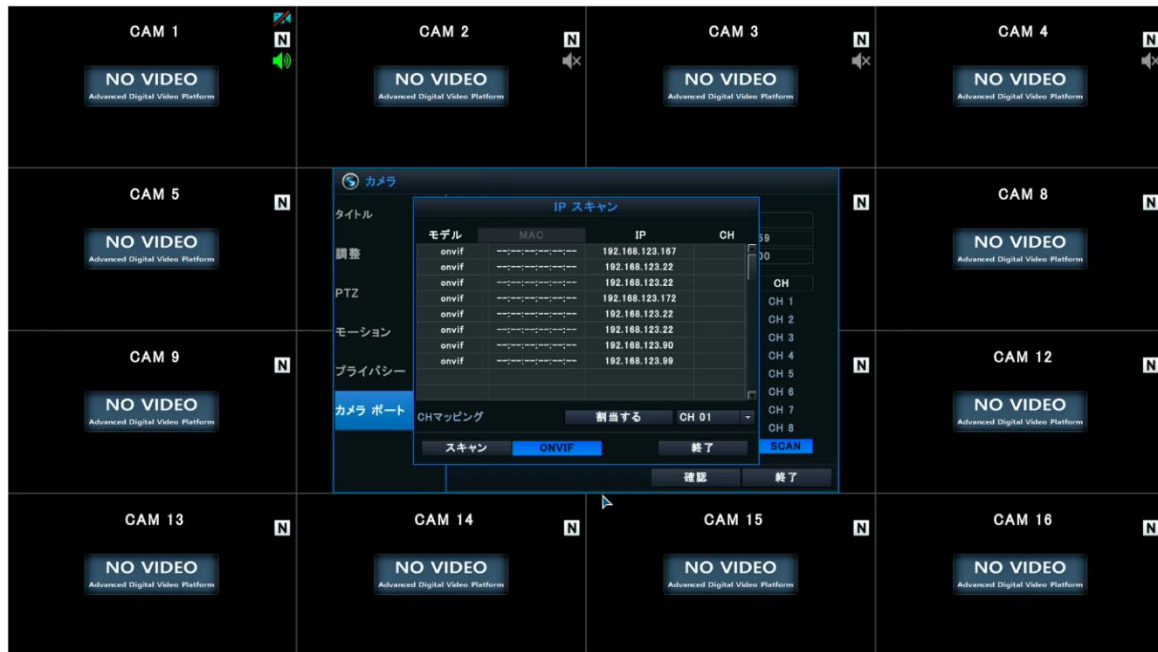 CAM 1
N
NO VIDEO
Advanced Digital Video Platform
CAM 2
N
NO VIDEO
Advanced Digital Video Platform
CAM 3
N
NO VIDEO
Advanced Digital Video Platform
CAM 4
N
NO VIDEO
Advanced Digital Video Platform
CAM 5
N
NO VIDEO
Advanced Digital Video Platform
N
CAM 8
N
NO VIDEO
Advanced Digital Video Platform
カメラ
タイトル
調整
PTZ
モーション
プライバシー
カメラ ポート
IP スキャン
モデル MAC IP CH
onvif --:--:--:--:--:-- 192.168.123.167
onvif --:--:--:--:--:-- 192.168.123.22
onvif --:--:--:--:--:-- 192.168.123.22
onvif --:--:--:--:--:-- 192.168.123.172
onvif --:--:--:--:--:-- 192.168.123.22
onvif --:--:--:--:--:-- 192.168.123.22
onvif --:--:--:--:--:-- 192.168.123.90
onvif --:--:--:--:--:-- 192.168.123.99
CHマッピング 割当する CH 01
スキャン ONVIF 終了
CH
CH 1
CH 2
CH 3
CH 4
CH 5
CH 6
CH 7
CH 8
SCAN
確認 終了
CAM 9
N
NO VIDEO
Advanced Digital Video Platform
N
CAM 12
N
NO VIDEO
Advanced Digital Video Platform
CAM 13
N
NO VIDEO
Advanced Digital Video Platform
CAM 14
N
NO VIDEO
Advanced Digital Video Platform
CAM 15
N
NO VIDEO
Advanced Digital Video Platform
CAM 16
N
NO VIDEO
Advanced Digital Video Platform